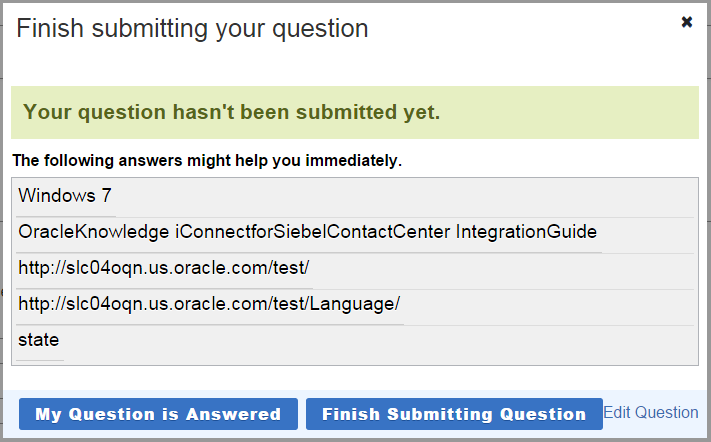 Finish submitting your question
Your question hasn't been submitted yet.
The following answers might help you immediately.
Windows 7
OracleKnowledge iConnectforSiebelContactCenter IntegrationGuide
http://slc04oqn.us.oracle.com/test/
http://slc04oqn.us.oracle.com/test/Language/
state
My Question is Answered Finish Submitting Question Edit Question